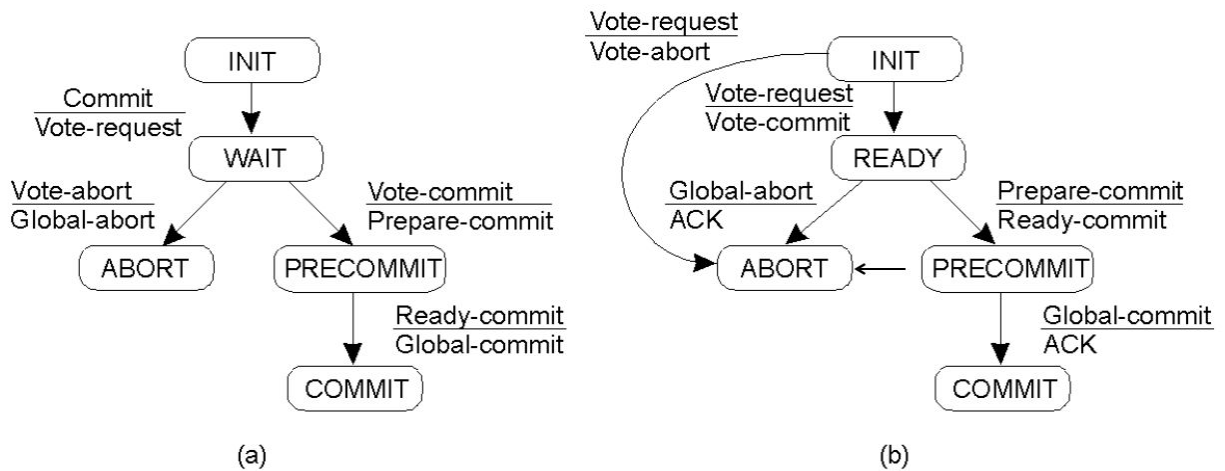 INIT
Commit
Vote-request
WAIT
Vote-abort
Global-abort
Vote-commit
Prepare-commit
ABORT
PRECOMMIT
Ready-commit
Global-commit
COMMIT
(a)
Vote-request
Vote-abort
INIT
Vote-request
Vote-commit
READY
Global-abort
ACK
Prepare-commit
Ready-commit
ABORT
PRECOMMIT
Global-commit
ACK
COMMIT
(b)